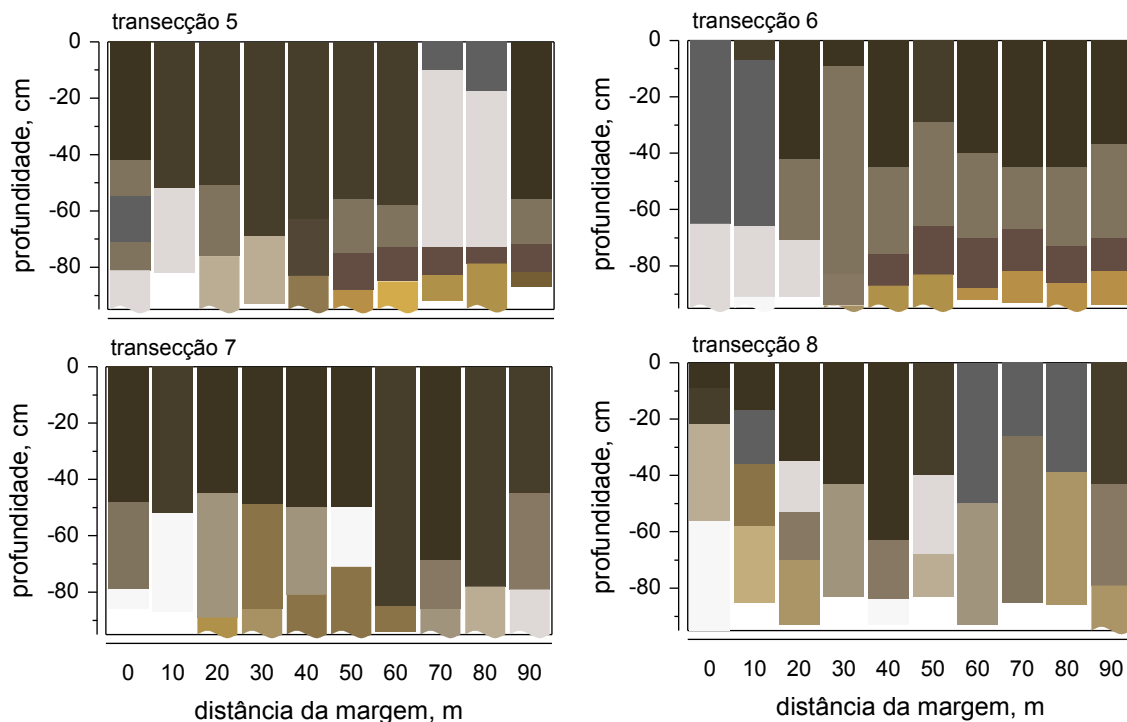 transecção 5
0
-20
-40
-60
-80
profundidade, cm
transecção 6
0
-20
-40
-60
-80
profundidade, cm
transecção 7
0
-20
-40
-60
-80
profundidade, cm
0 10 20 30 40 50 60 70 80 90
distância da margem, m
transecção 8
0
-20
-40
-60
-80
profundidade, cm
0 10 20 30 40 50 60 70 80 90
distância da margem, m